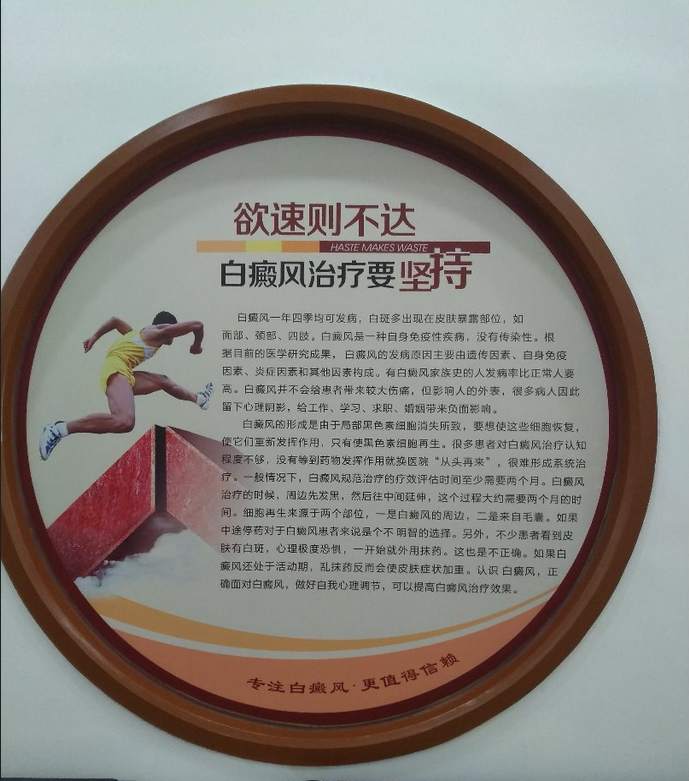 欲速则不达
HASTE MAKES WASTE
白癜风治疗要坚持
白癜风一年四季均可发病，白斑多出现在皮肤暴露部位，如
面部、颈部、四肢。白癜风是一种自身免疫性疾病，没有传染性。根
据目前的医学研究成果，白癜风的发病原因主要由遗传因素、自身免疫
因素、炎症因素和其他因素构成。有白癜风家族史的人发病率比正常人要
高。白癜风并不会给患者带来较大伤痛，但影响人的外表，很多病人因此
留下心理阴影，给工作、学习、求职、婚姻带来负面影响。
白癜风的形成是由于局部黑色素细胞消失所致，要想使这些细胞恢复，
使它们重新发挥作用，只有使黑色素细胞再生。很多患者对白癜风治疗认知
程度不够，没有等到药物发挥作用就换医院“从头再来”，很难形成系统治
疗。一般情况下，白癜风规范治疗的疗效评估时间至少需要两个月。白癜风
治疗的时候，周边先发黑，然后往中间延伸，这个过程大约需要两个月的时
间。细胞再生来源于两个部位，一是白癜风的周边，二是来自毛囊。如果
中途停药对于白癜风患者来说是个不明智的选择。另外，不少患者看到皮
肤有白斑，心理极度恐惧，一开始就外用抹药。这也是不正确。如果白
癜风还处于活动期，乱抹药反而会使皮肤症状加重。认识白癜风，正
确面对白癜风，做好自我心理调节，可以提高白癜风治疗效果。
专注白癜风·更值得信赖